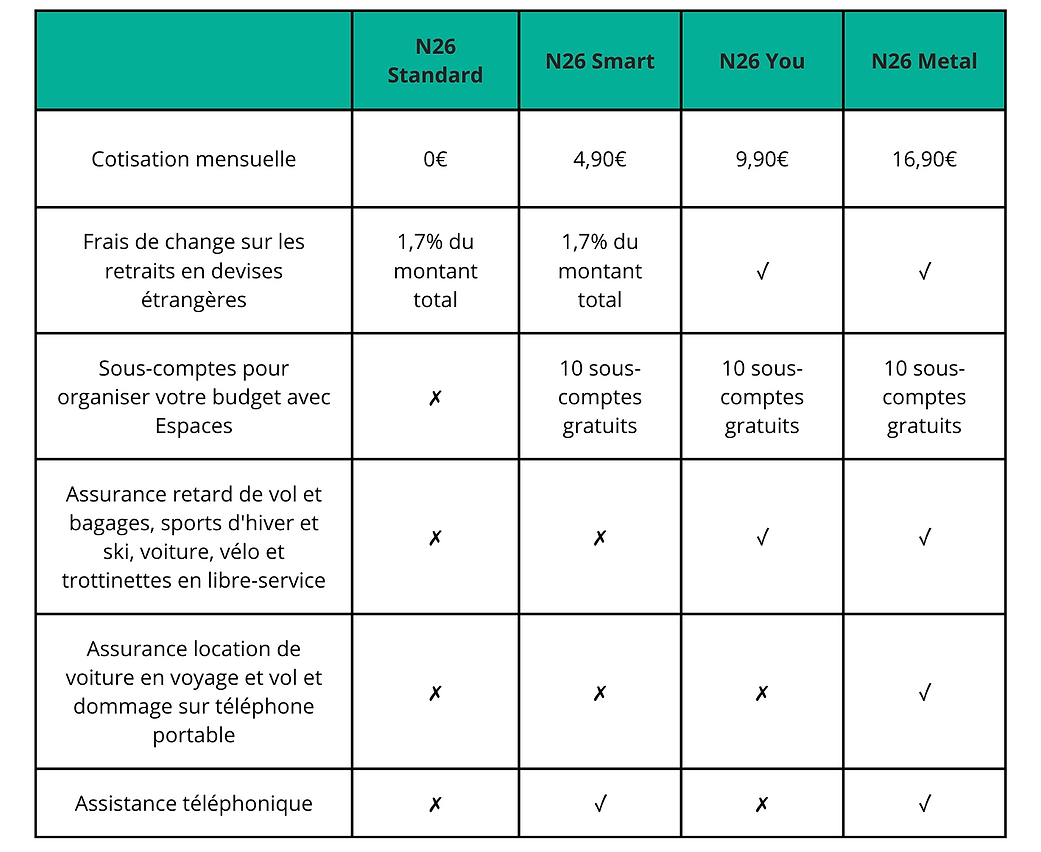 N26
Standard
N26 Smart
N26 You
N26 Metal
Cotisation mensuelle
0€
4,90€
9,90€
16,90€
Frais de change sur les
retraits en devises
étrangères
1,7% du
montant
total
1,7% du
montant
total
√
√
Sous-comptes pour
organiser votre budget avec
Espaces
✗
10 sous-
comptes
gratuits
10 sous-
comptes
gratuits
10 sous-
comptes
gratuits
Assurance retard de vol et
bagages, sports d'hiver et
ski, voiture, vélo et
trottinettes en libre-service
✗
✗
√
√
Assurance location de
voiture en voyage et vol et
dommage sur téléphone
portable
✗
✗
✗
√
Assistance téléphonique
✗
√
✗
√